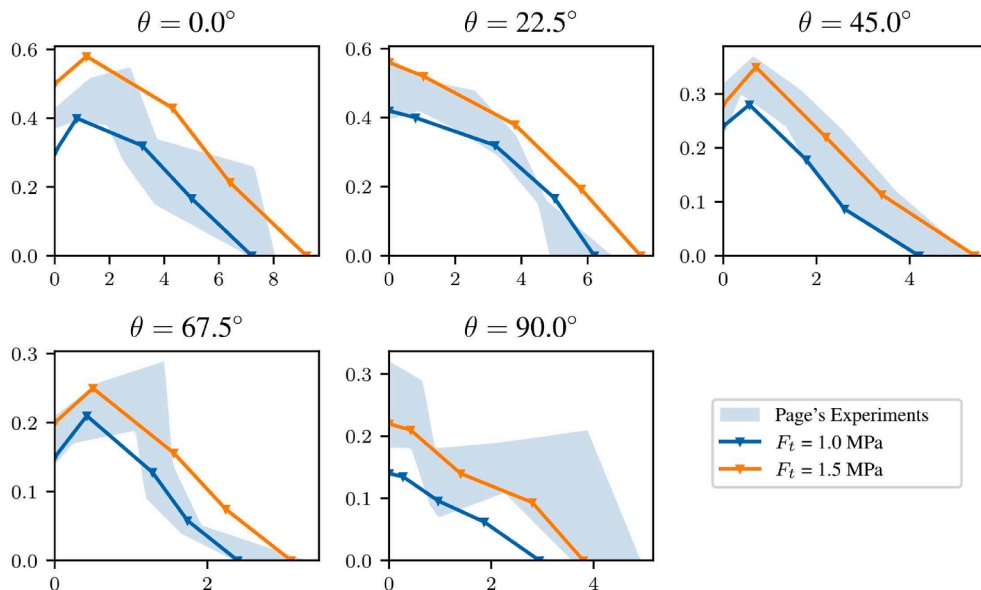 θ = 0.0°
θ = 22.5°
θ = 45.0°
0.6
0.4
0.2
0.0
0 2 4 6 8
0.6
0.4
0.2
0.0
0 2 4 6
0.3
0.2
0.1
0.0
0 2 4
θ = 67.5°
θ = 90.0°
0.3
0.2
0.1
0.0
0 2
0.3
0.2
0.1
0.0
0 2 4
Page's Experiments
F_t = 1.0 MPa
F_t = 1.5 MPa